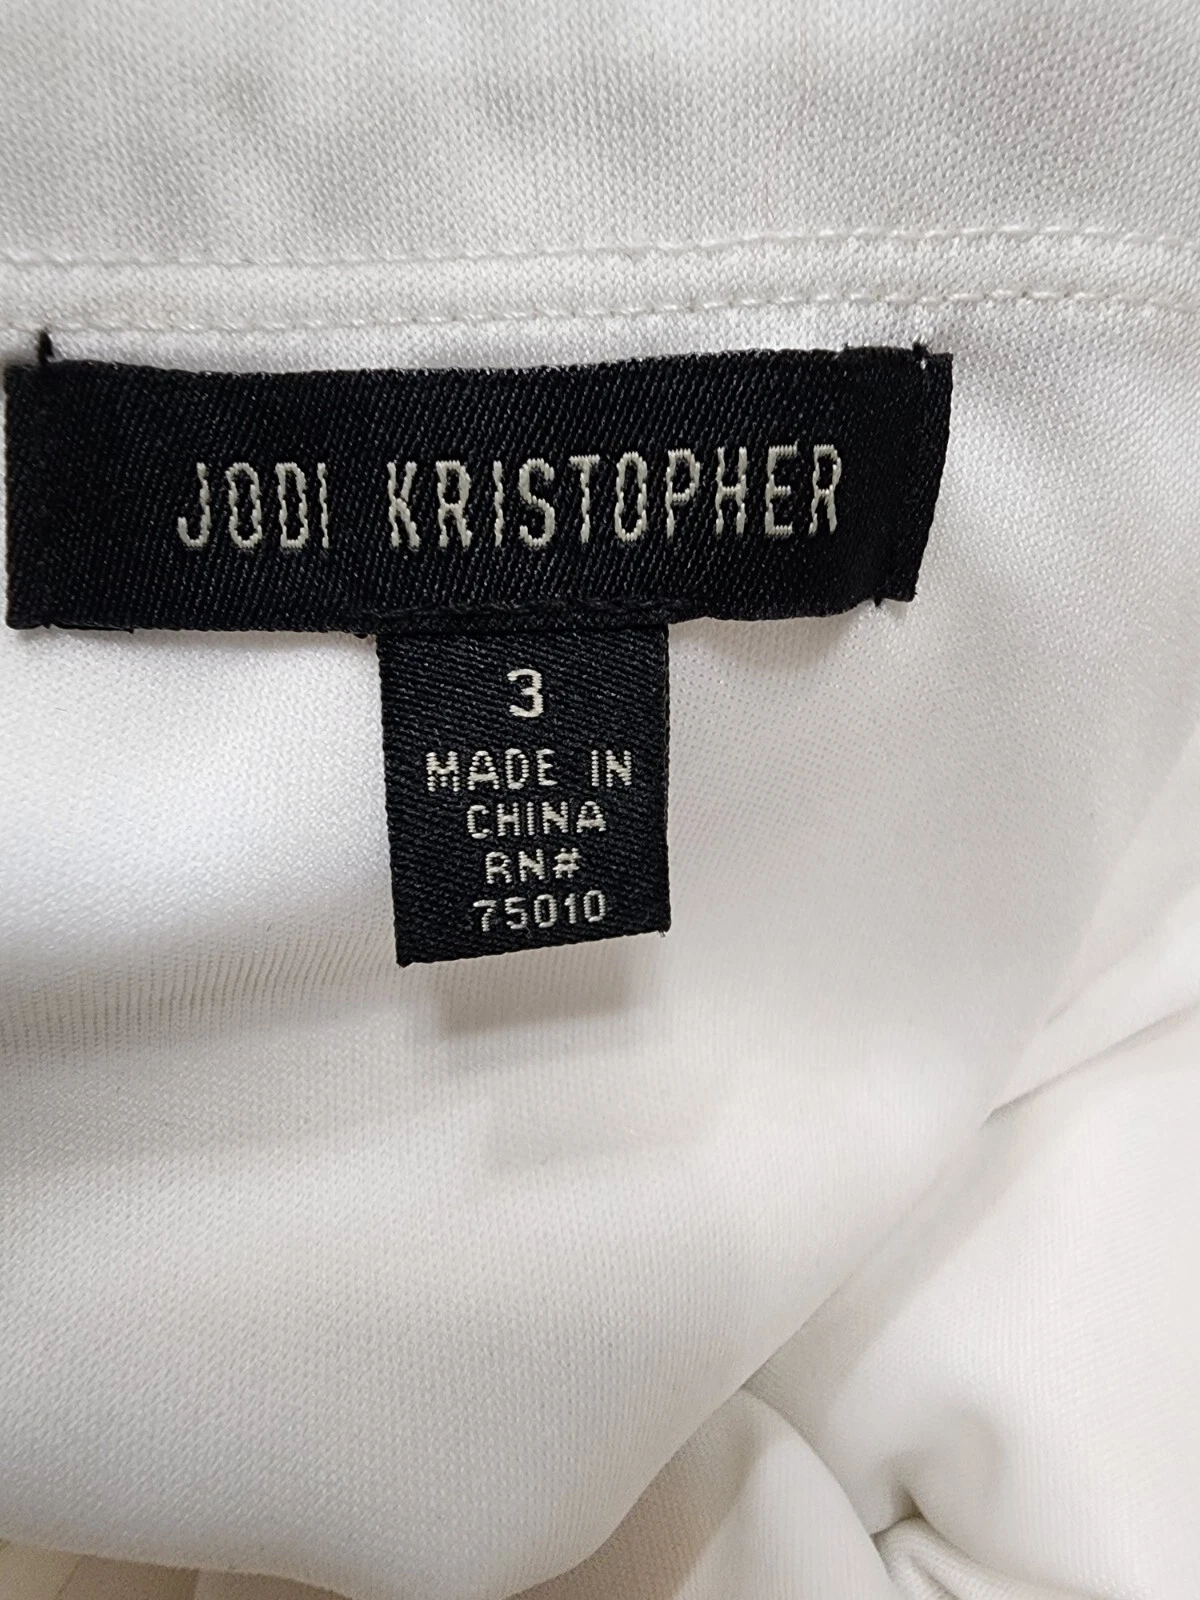 JODI KRISTOPHER
3
MADE IN
CHINA
RN#
75010